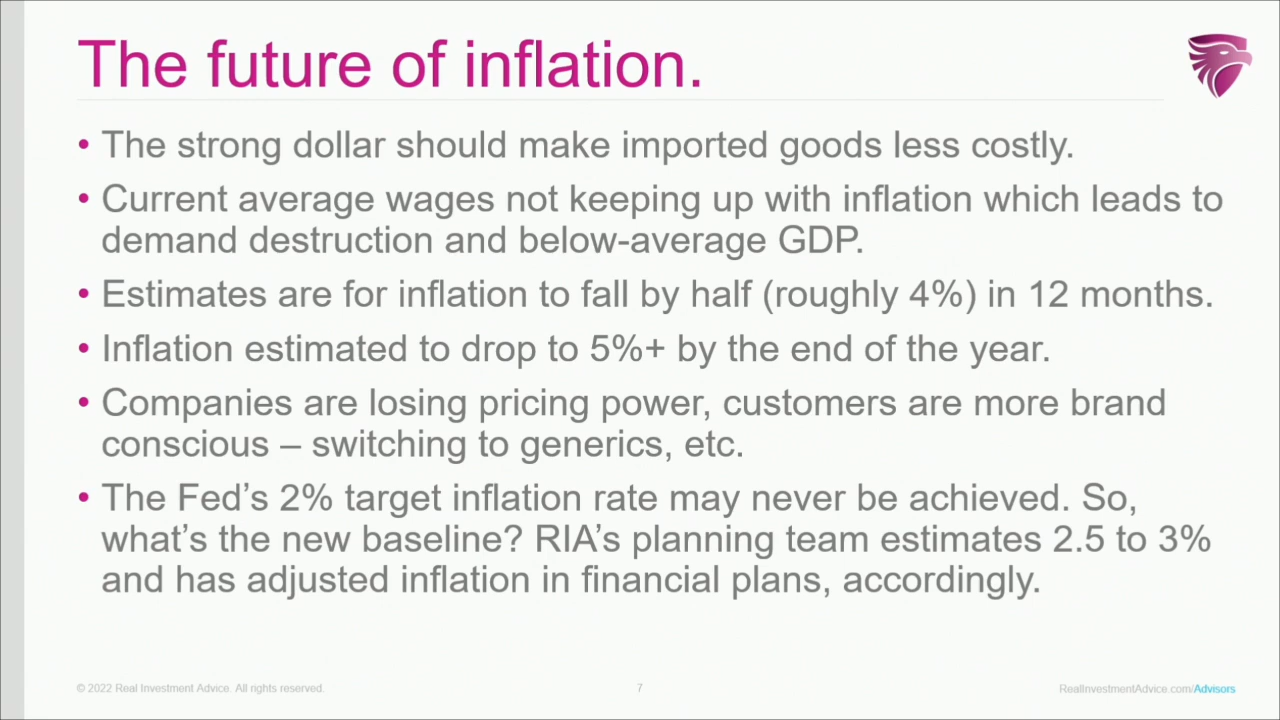 The future of inflation.
• The strong dollar should make imported goods less costly.
• Current average wages not keeping up with inflation which leads to
demand destruction and below-average GDP.
• Estimates are for inflation to fall by half (roughly 4%) in 12 months.
• Inflation estimated to drop to 5%+ by the end of the year.
• Companies are losing pricing power, customers are more brand
conscious – switching to generics, etc.
• The Fed’s 2% target inflation rate may never be achieved. So,
what’s the new baseline? RIA’s planning team estimates 2.5 to 3%
and has adjusted inflation in financial plans, accordingly.
© 2022 Real Investment Advice. All rights reserved.
7
RealInvestmentAdvice.com/Advisors